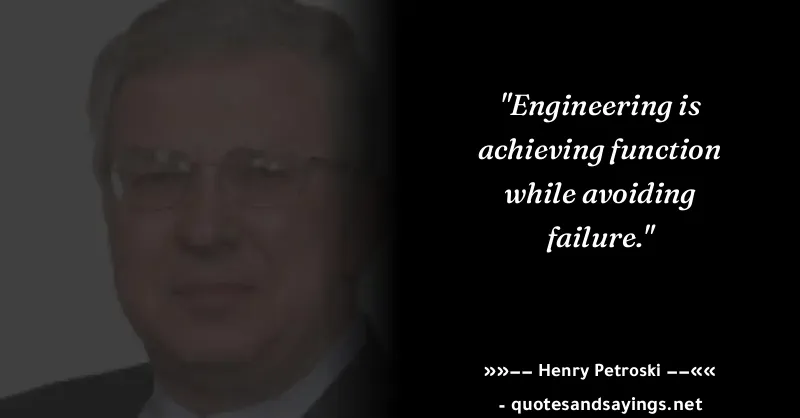 "Engineering is
achieving function
while avoiding
failure."
»»–– Henry Petroski ––««
- quotesandsayings.net